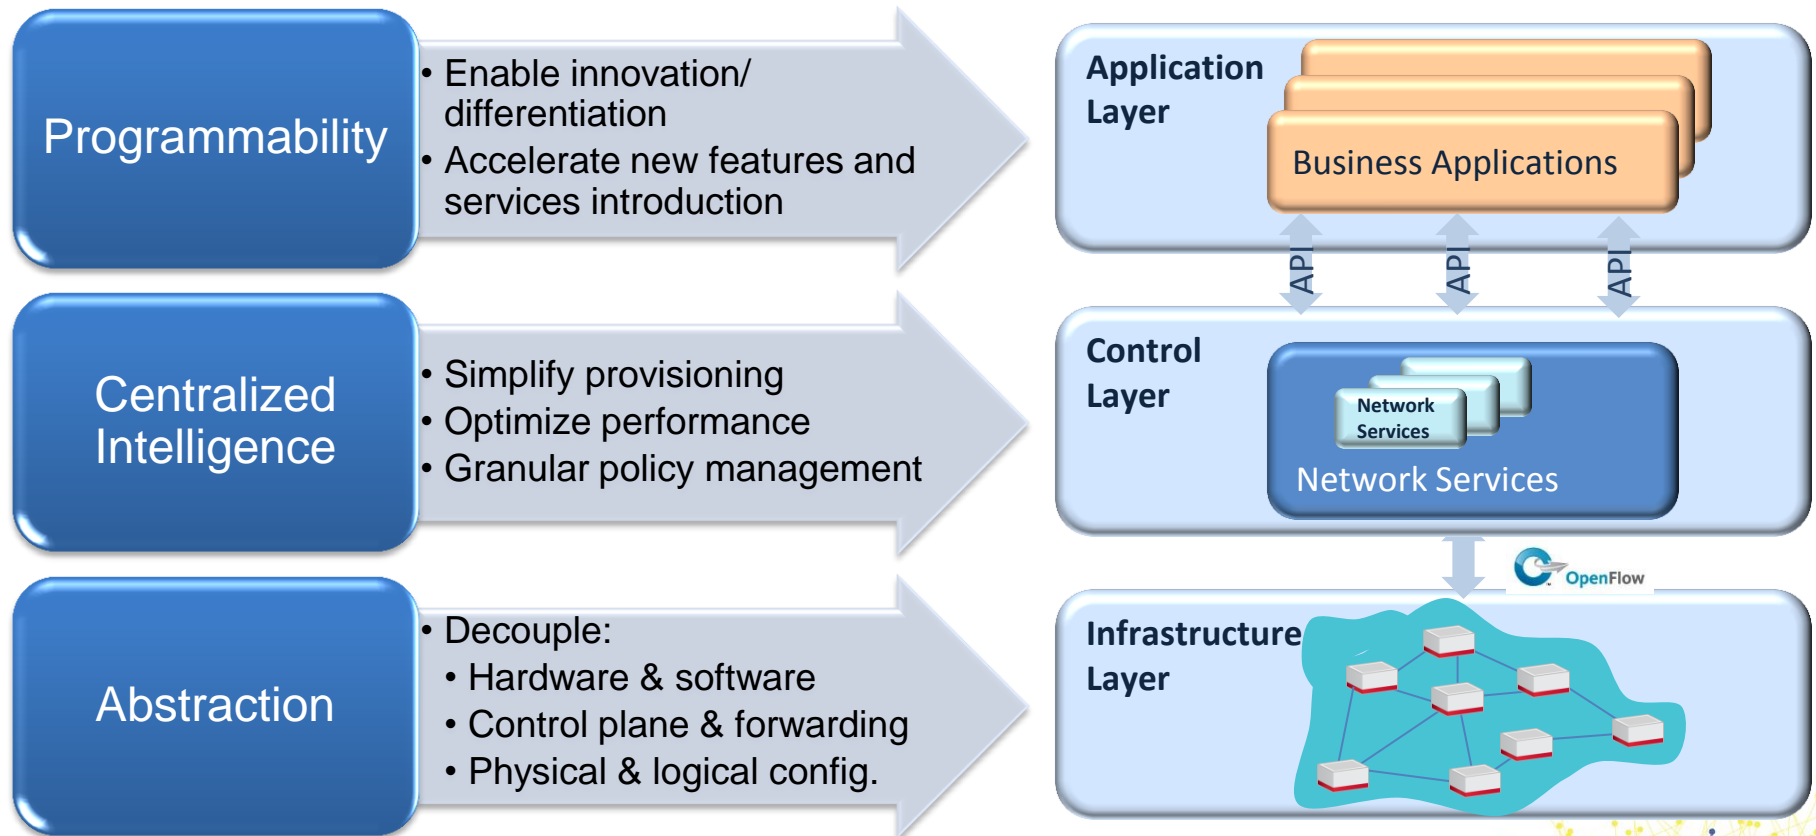 Programmability
• Enable innovation/
differentiation
• Accelerate new features and
services introduction
Application
Layer
Business Applications
API
API
API
Centralized
Intelligence
• Simplify provisioning
• Optimize performance
• Granular policy management
Control
Layer
Network
Services
Network Services
OpenFlow
Abstraction
• Decouple:
• Hardware & software
• Control plane & forwarding
• Physical & logical config.
Infrastructure
Layer